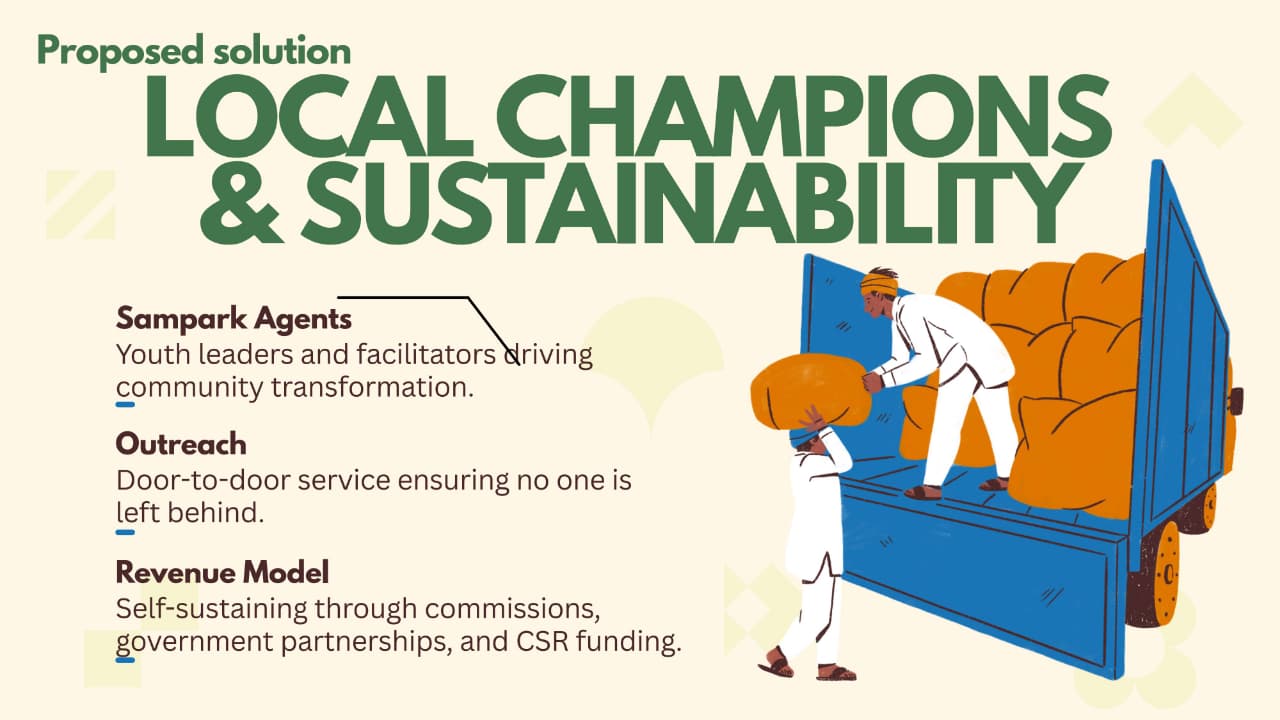 Proposed solution
LOCAL CHAMPIONS
& SUSTAINABILITY
Sampark Agents
Youth leaders and facilitators driving
community transformation.
Outreach
Door-to-door service ensuring no one is
left behind.
Revenue Model
Self-sustaining through commissions,
government partnerships, and CSR funding.